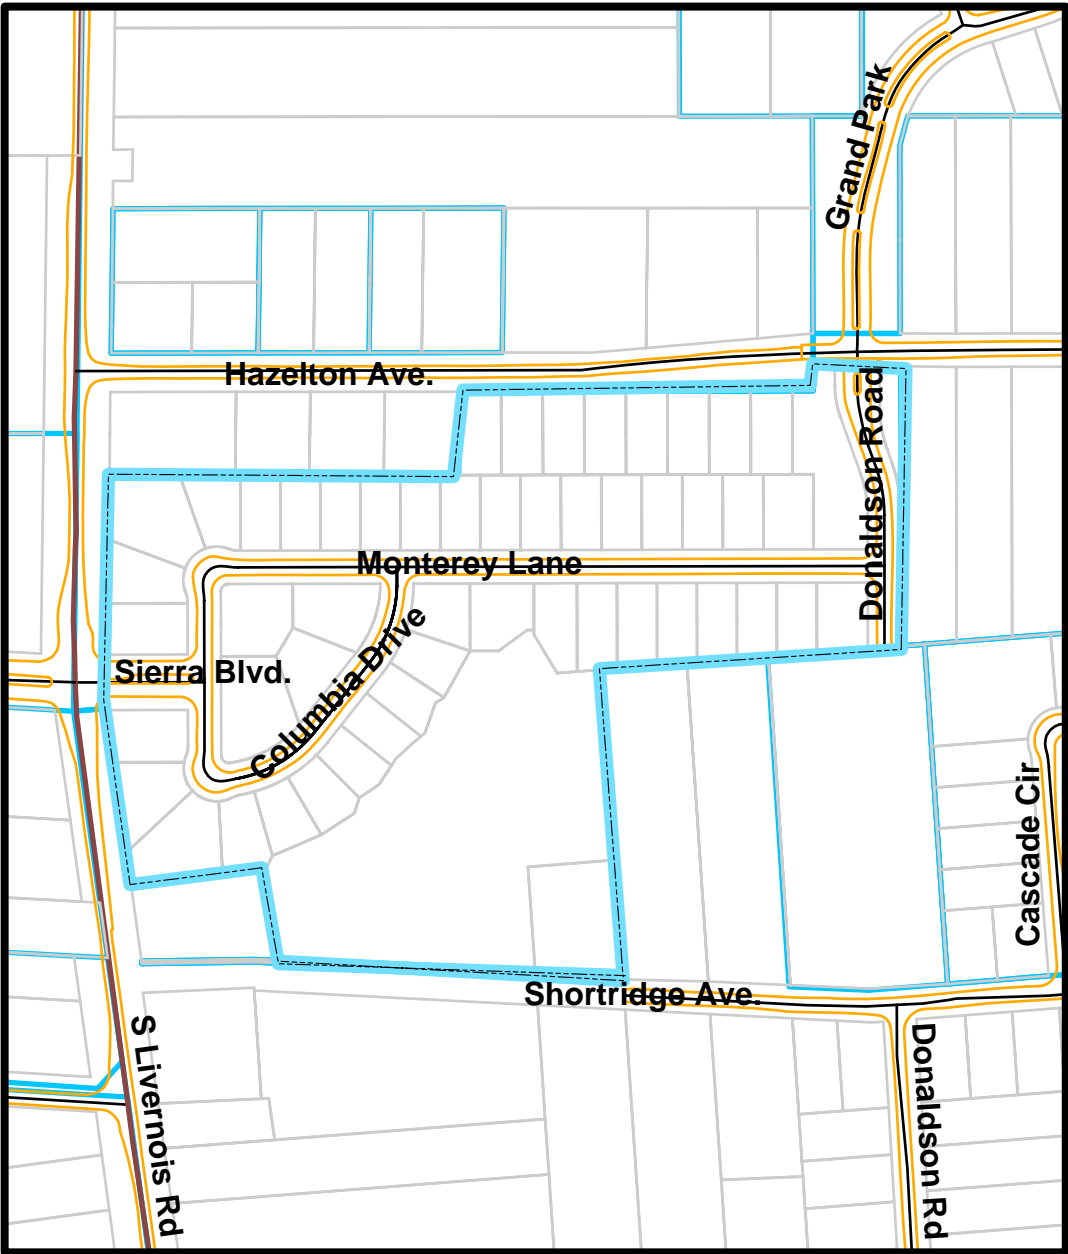 Grand Park
Hazelton Ave.
Donaldson Road
Monterey Lane
Columbia Drive
Sierra Blvd.
Cascade Cir
Shortridge Ave.
S Livernois Rd
Donaldson Rd